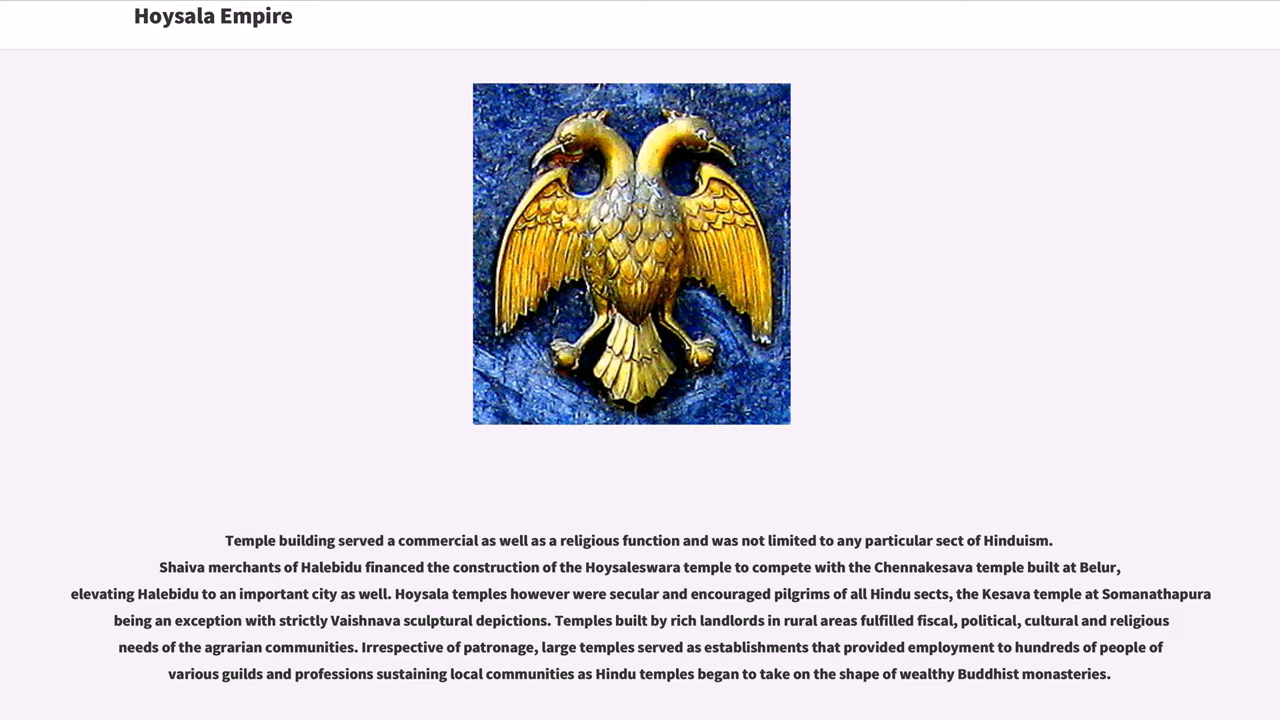 Hoysala Empire
Temple building served a commercial as well as a religious function and was not limited to any particular sect of Hinduism.
Shaiva merchants of Halebidu financed the construction of the Hoysaleswara temple to compete with the Chennakesava temple built at Belur,
elevating Halebidu to an important city as well. Hoysala temples however were secular and encouraged pilgrims of all Hindu sects, the Kesava temple at Somanathapura
being an exception with strictly Vaishnava sculptural depictions. Temples built by rich landlords in rural areas fulfilled fiscal, political, cultural and religious
needs of the agrarian communities. Irrespective of patronage, large temples served as establishments that provided employment to hundreds of people of
various guilds and professions sustaining local communities as Hindu temples began to take on the shape of wealthy Buddhist monasteries.